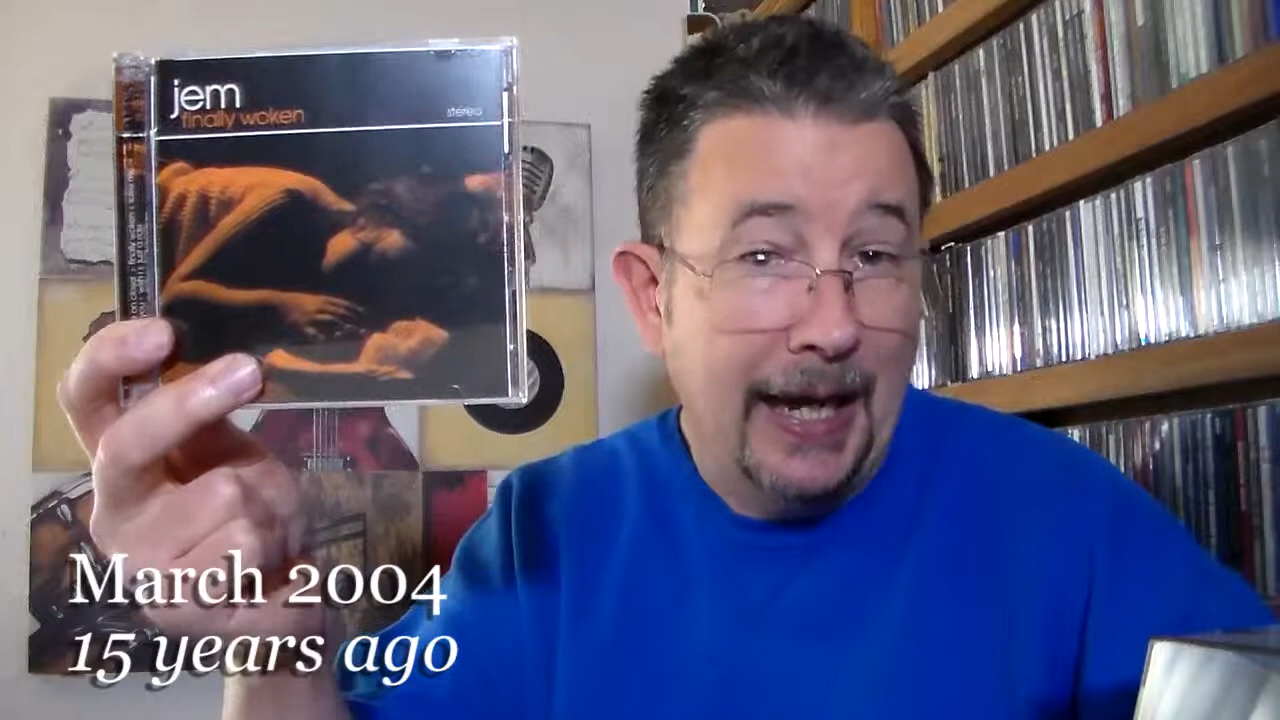 jem
finally woken
stereo
March 2004
15 years ago